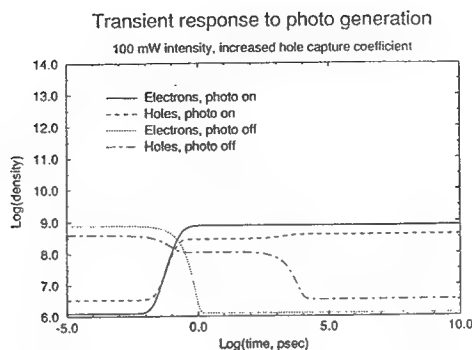 Transient response to photo generation
100 mW intensity, increased hole capture coefficient
14.0
13.0
12.0
11.0
10.0
9.0
8.0
7.0
6.0
Log(density)
Electrons, photo on
Holes, photo on
Electrons, photo off
Holes, photo off
-5.0
0.0
5.0
10.0
Log(time, psec)